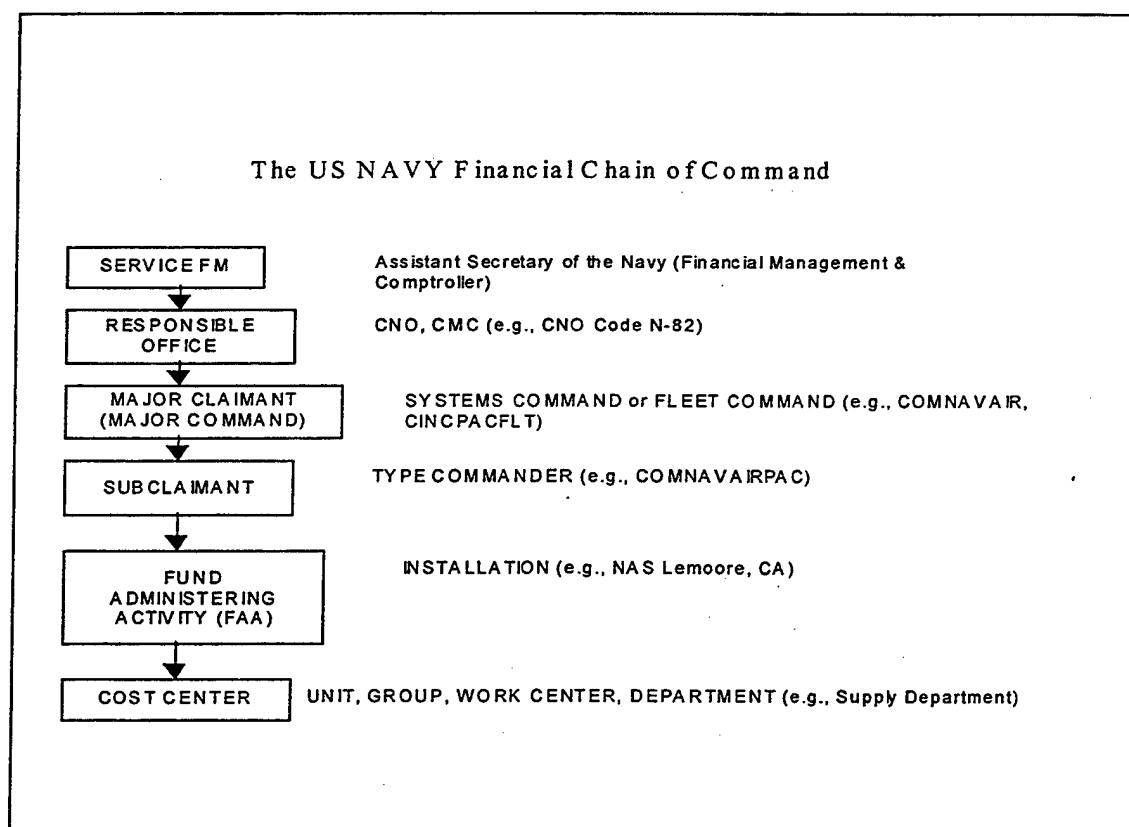 The US NAVY Financial Chain of Command
SERVICE FM
Assistant Secretary of the Navy (Financial Management &
Comptroller)
RESPONSIBLE
OFFICE
CNO, CMC (e.g., CNO Code N-82)
MAJOR CLAIMANT
(MAJOR COMMAND)
SYSTEMS COMMAND or FLEET COMMAND (e.g., COMNAVAIR,
CINCPACFLT)
SUBCLAIMANT
TYPE COMMANDER (e.g., COMNAVAIRPAC)
FUND
ADMINISTERING
ACTIVITY (FAA)
INSTALLATION (e.g., NAS Lemoore, CA)
COST CENTER
UNIT, GROUP, WORK CENTER, DEPARTMENT (e.g., Supply Department)